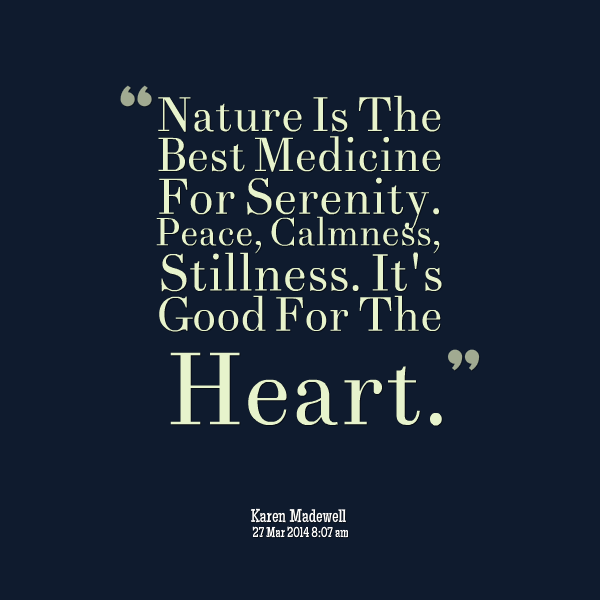 “Nature Is The
Best Medicine
For Serenity.
Peace, Calmness,
Stillness. It's
Good For The
Heart.”
Karen Madewell
27 Mar 2014 8:07 am